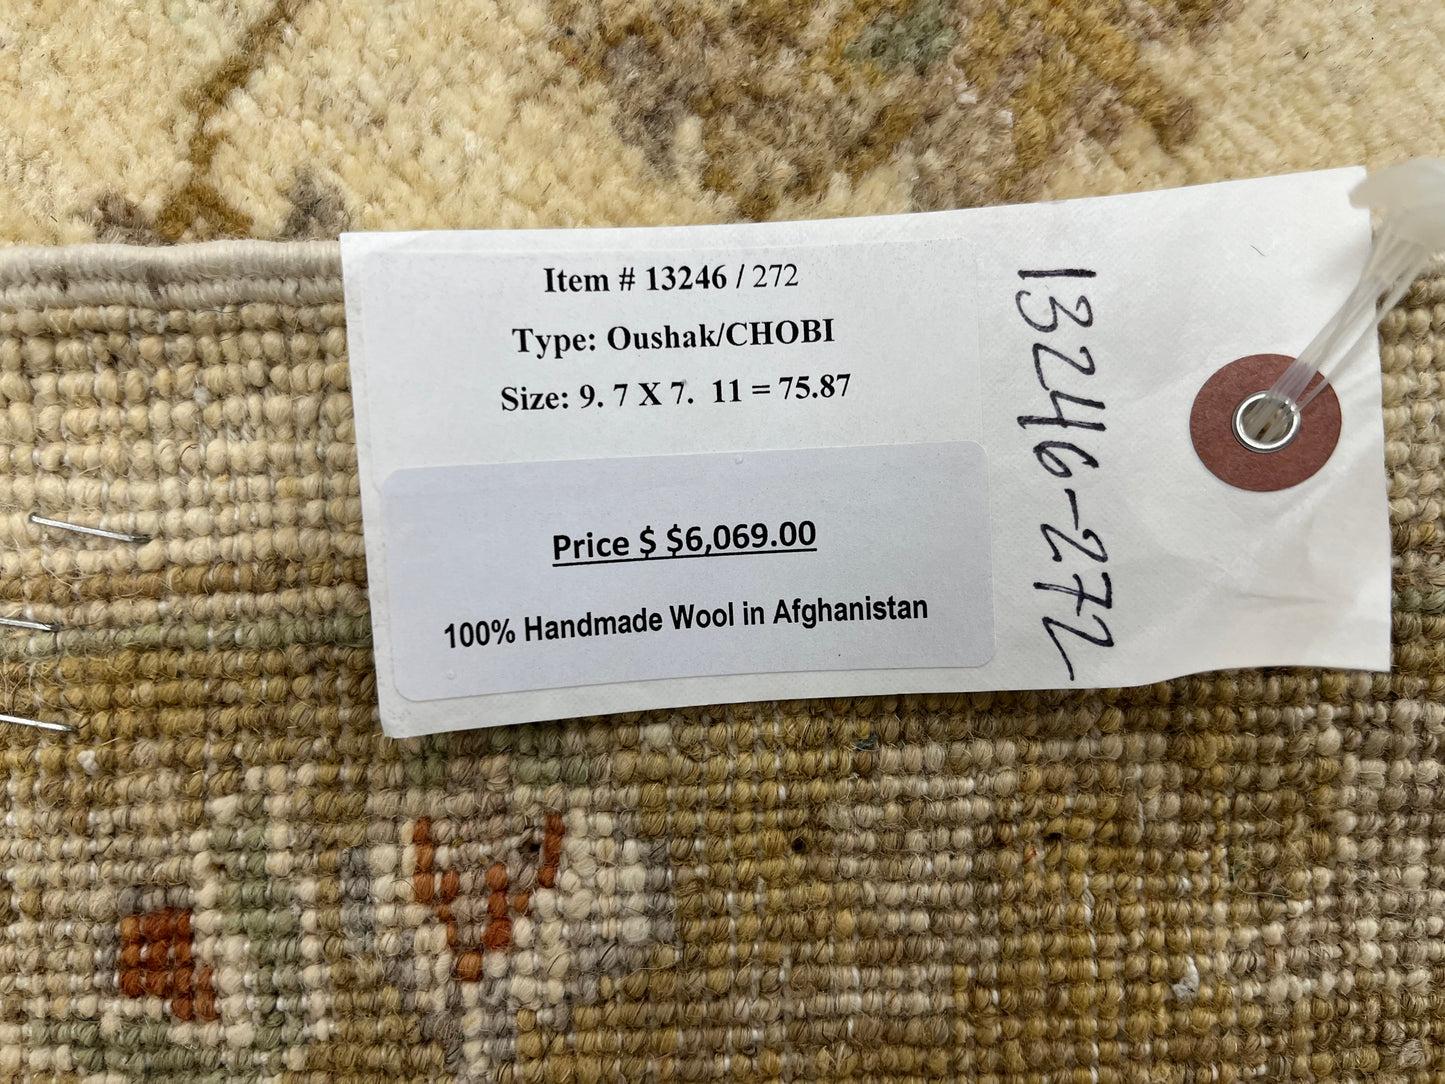 Item # 13246 / 272
Type: Oushak/CHOBI
Size: 9. 7 X 7. 11 = 75.87
Price $ $6,069.00
100% Handmade Wool in Afghanistan
13246-272